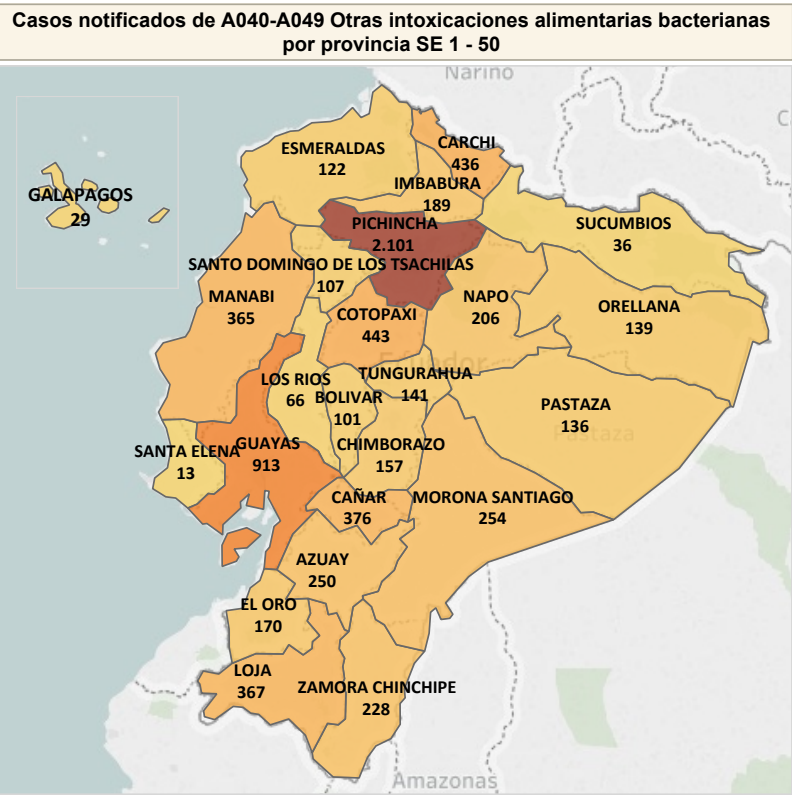 Casos notificados de A040-A049 Otras intoxicaciones alimentarias bacterianas
por provincia SE 1 - 50
Narino
ESMERALDAS
122
CARCHI
436
IMBABURA
189
GALAPAGOS
29
PICHINCHA
2.101
SUCUMBIOS
36
SANTO DOMINGO DE LOS TSACHILAS
107
MANABI
365
NAPO
206
ORELLANA
139
COTOPAXI
443
Ecuador
TUNGURAHUA
141
LOS RIOS
66
BOLIVAR
101
PASTAZA
136
Pastaza
SANTA ELENA
13
GUAYAS
913
CHIMBORAZO
157
CAÑAR
376
MORONA SANTIAGO
254
AZUAY
250
EL ORO
170
LOJA
367
ZAMORA CHINCHIPE
228
Amazonas